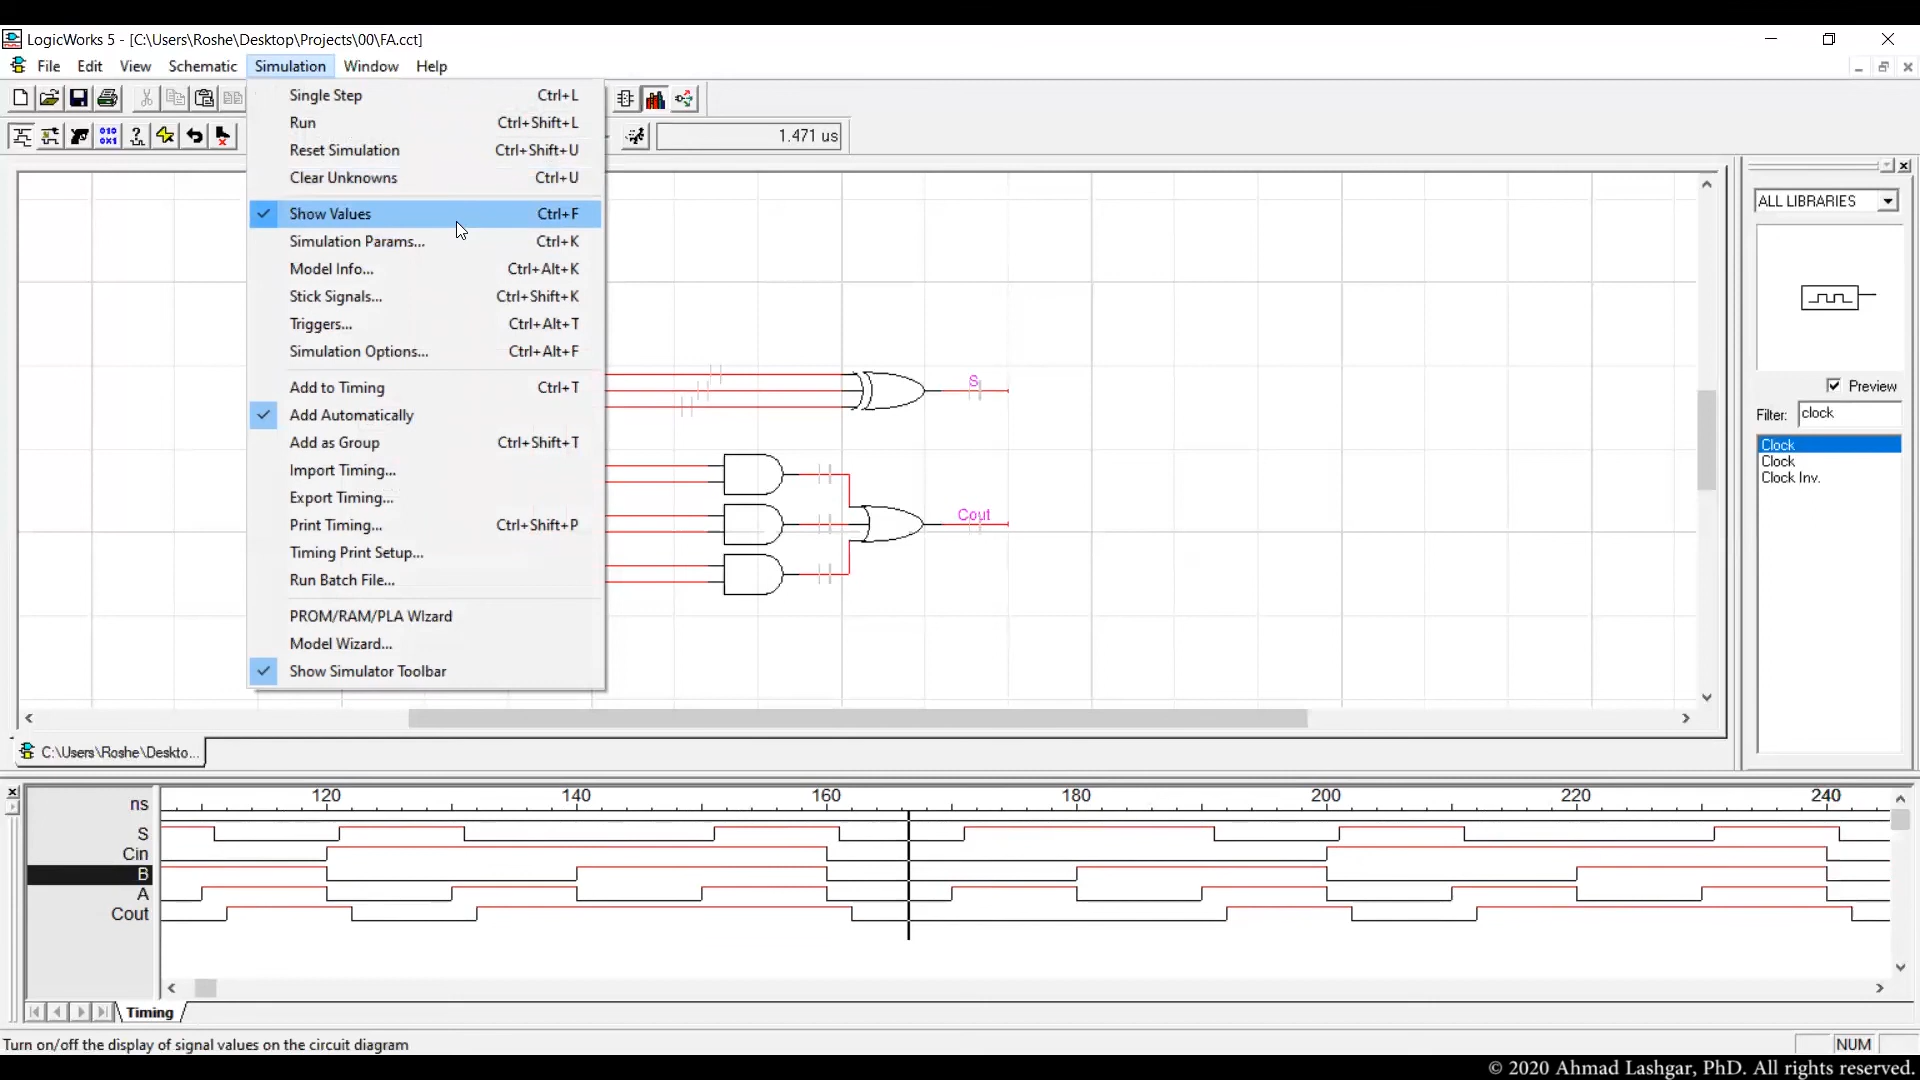 LogicWorks 5 - [C:\Users\Roshe\Desktop\Projects\00\FA.cct]
File Edit View Schematic Simulation Window Help
010
0X1
1.471 us
Single Step Ctrl+L
Run Ctrl+Shift+L
Reset Simulation Ctrl+Shift+U
Clear Unknowns Ctrl+U
Show Values Ctrl+F
Simulation Params... Ctrl+K
Model Info... Ctrl+Alt+K
Stick Signals... Ctrl+Shift+K
Triggers... Ctrl+Alt+T
Simulation Options... Ctrl+Alt+F
Add to Timing Ctrl+T
Add Automatically
Add as Group Ctrl+Shift+T
Import Timing...
Export Timing...
Print Timing... Ctrl+Shift+P
Timing Print Setup...
Run Batch File...
PROM/RAM/PLA WIzard
Model Wizard...
Show Simulator Toolbar
S
Cout
ALL LIBRARIES
Preview
Filter: clock
Clock
Clock
Clock Inv.
C:\Users\Roshe\Deskto...
ns 120 140 160 180 200 220 240
S
Cin
B
A
Cout
Timing
Turn on/off the display of signal values on the circuit diagram
NUM
© 2020 Ahmad Lashgar, PhD. All rights reserved.